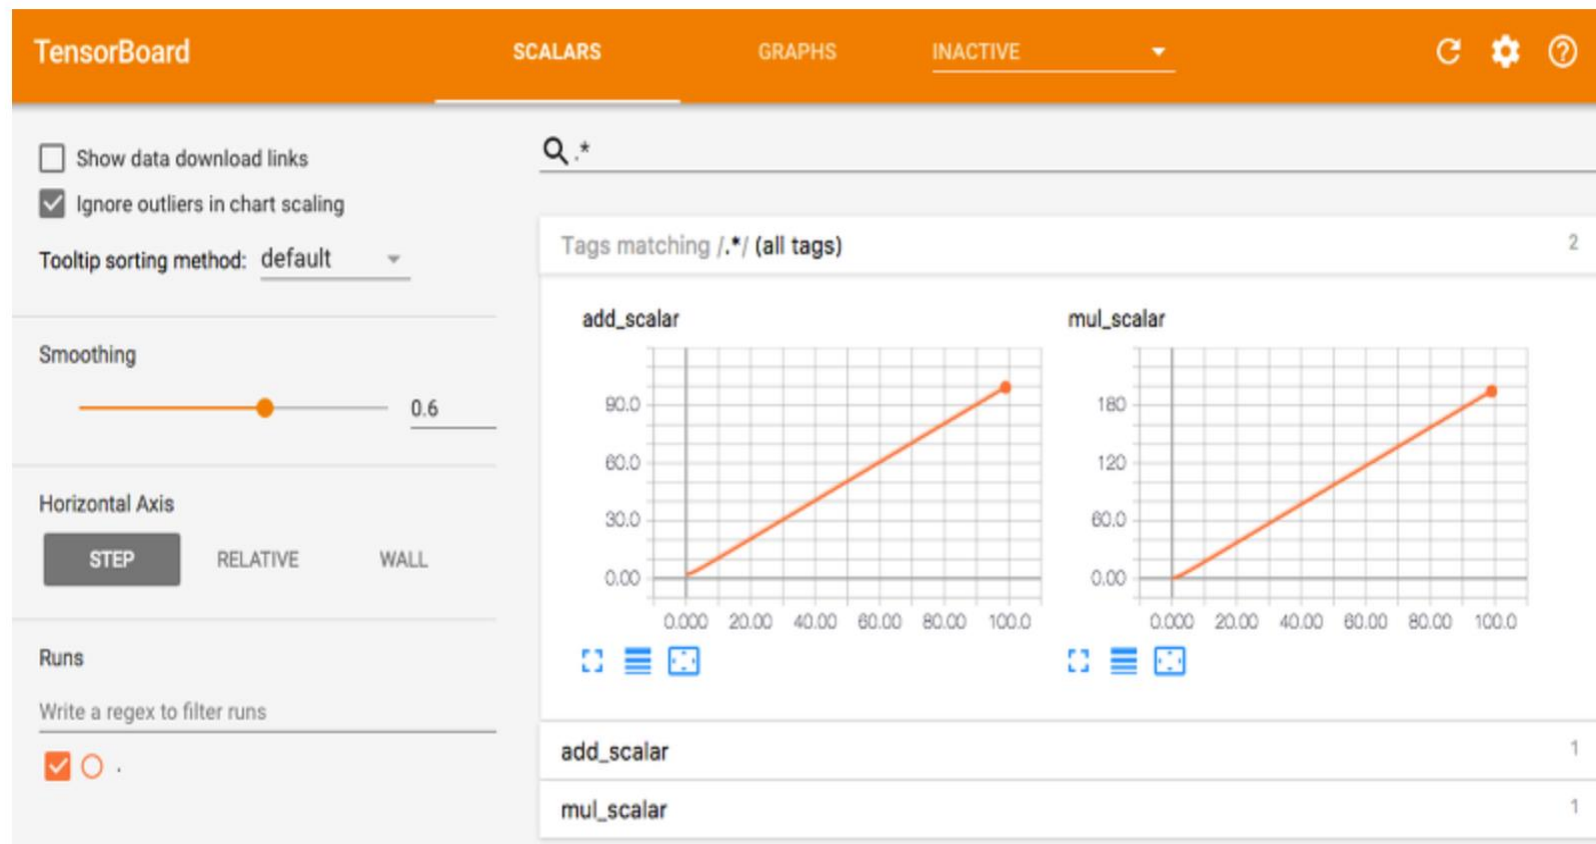 TensorBoard SCALARS GRAPHS INACTIVE
Show data download links
Ignore outliers in chart scaling
Tooltip sorting method: default
Smoothing
0.6
Horizontal Axis
STEP RELATIVE WALL
Runs
Write a regex to filter runs
.
.*
Tags matching /.*/ (all tags) 2
add_scalar
90.0
60.0
30.0
0.00
0.000 20.00 40.00 60.00 80.00 100.0
mul_scalar
180
120
60.0
0.00
0.000 20.00 40.00 60.00 80.00 100.0
add_scalar 1
mul_scalar 1